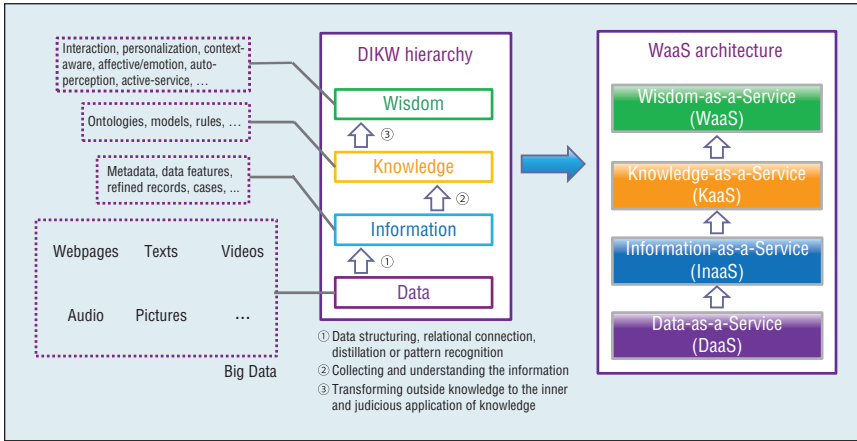 Interaction, personalization, context-
aware, affective/emotion, auto-
perception, active-service, …
Ontologies, models, rules, …
Metadata, data features,
refined records, cases, ...
Webpages Texts Videos
Audio Pictures …
Big Data
DIKW hierarchy
Wisdom
③
Knowledge
②
Information
①
Data
① Data structuring, relational connection,
distillation or pattern recognition
② Collecting and understanding the information
③ Transforming outside knowledge to the inner
and judicious application of knowledge
WaaS architecture
Wisdom-as-a-Service
(WaaS)
Knowledge-as-a-Service
(KaaS)
Information-as-a-Service
(InaaS)
Data-as-a-Service
(DaaS)